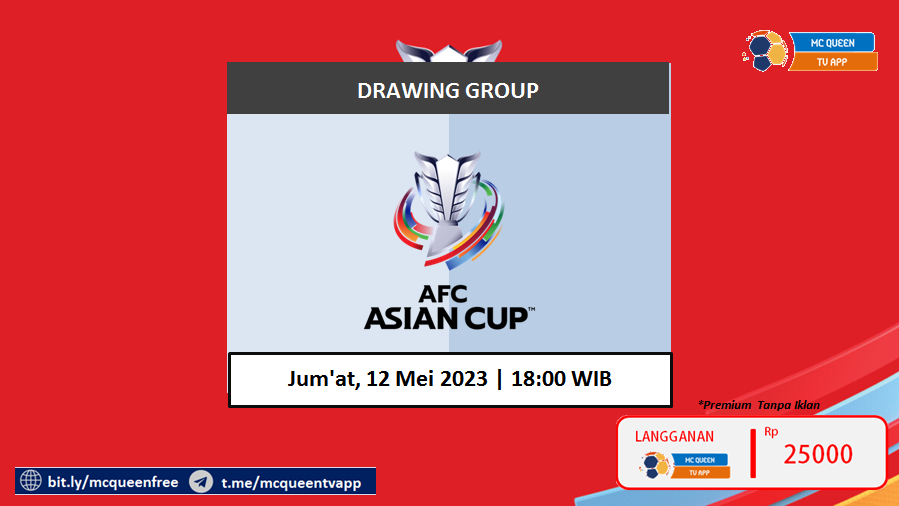 MC QUEEN
TV APP
DRAWING GROUP
AFC
ASIAN CUP™
Jum'at, 12 Mei 2023 | 18:00 WIB
*Premium Tanpa Iklan
LANGGANAN
MC QUEEN
TV APP
Rp
25000
bit.ly/mcqueenfree
t.me/mcqueentvapp